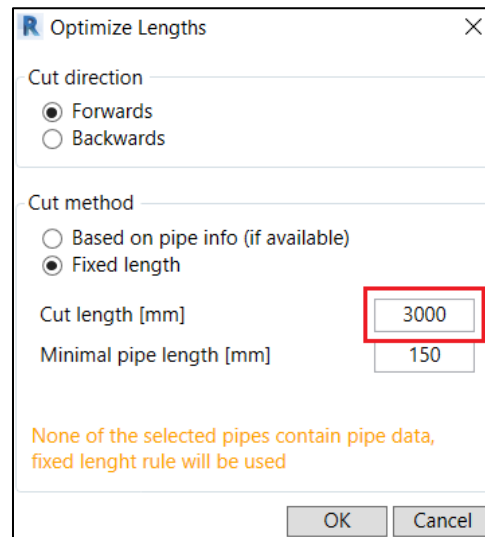 R Optimize Lengths
Cut direction
Forwards
Backwards
Cut method
Based on pipe info (if available)
Fixed length
Cut length [mm] 3000
Minimal pipe length [mm] 150
None of the selected pipes contain pipe data,
fixed lenght rule will be used
OK Cancel